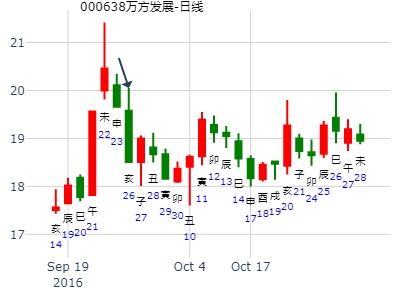 000638万方发展-日线
21
20
19
18
17
亥
14
辰
19
巳
20
午
21
未
22
申
23
亥
26
子
27
丑
28
寅
29
卯
30
丑
10
寅
11
卯
12
辰
13
巳
14
申
17
酉
18
戌
19
亥
20
子
21
卯
24
辰
25
巳
26
午
27
未
28
Sep 19
2016
Oct 4
Oct 17